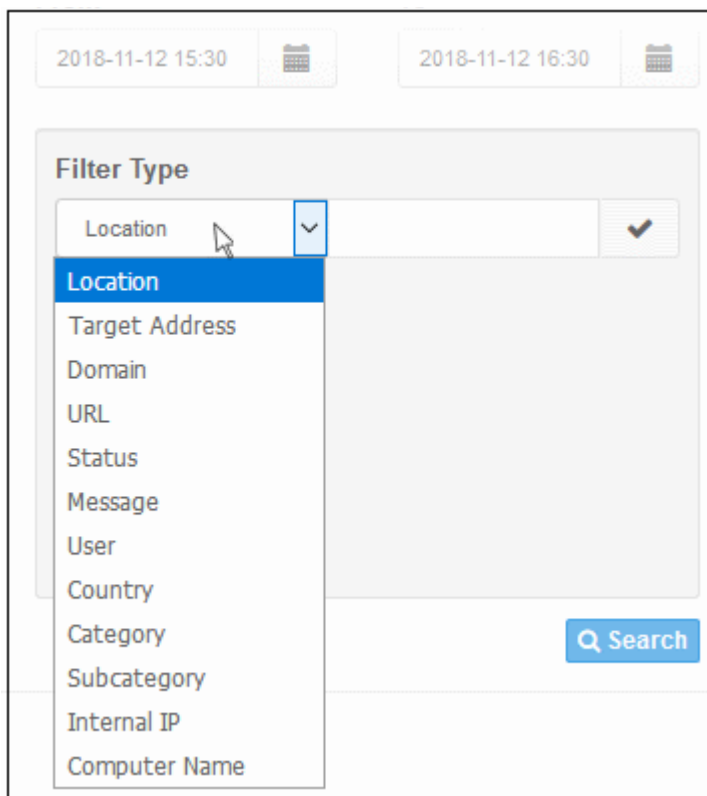 2018-11-12 15:30 2018-11-12 16:30
Filter Type
Location
Location
Target Address
Domain
URL
Status
Message
User
Country
Category
Search
Subcategory
Internal IP
Computer Name